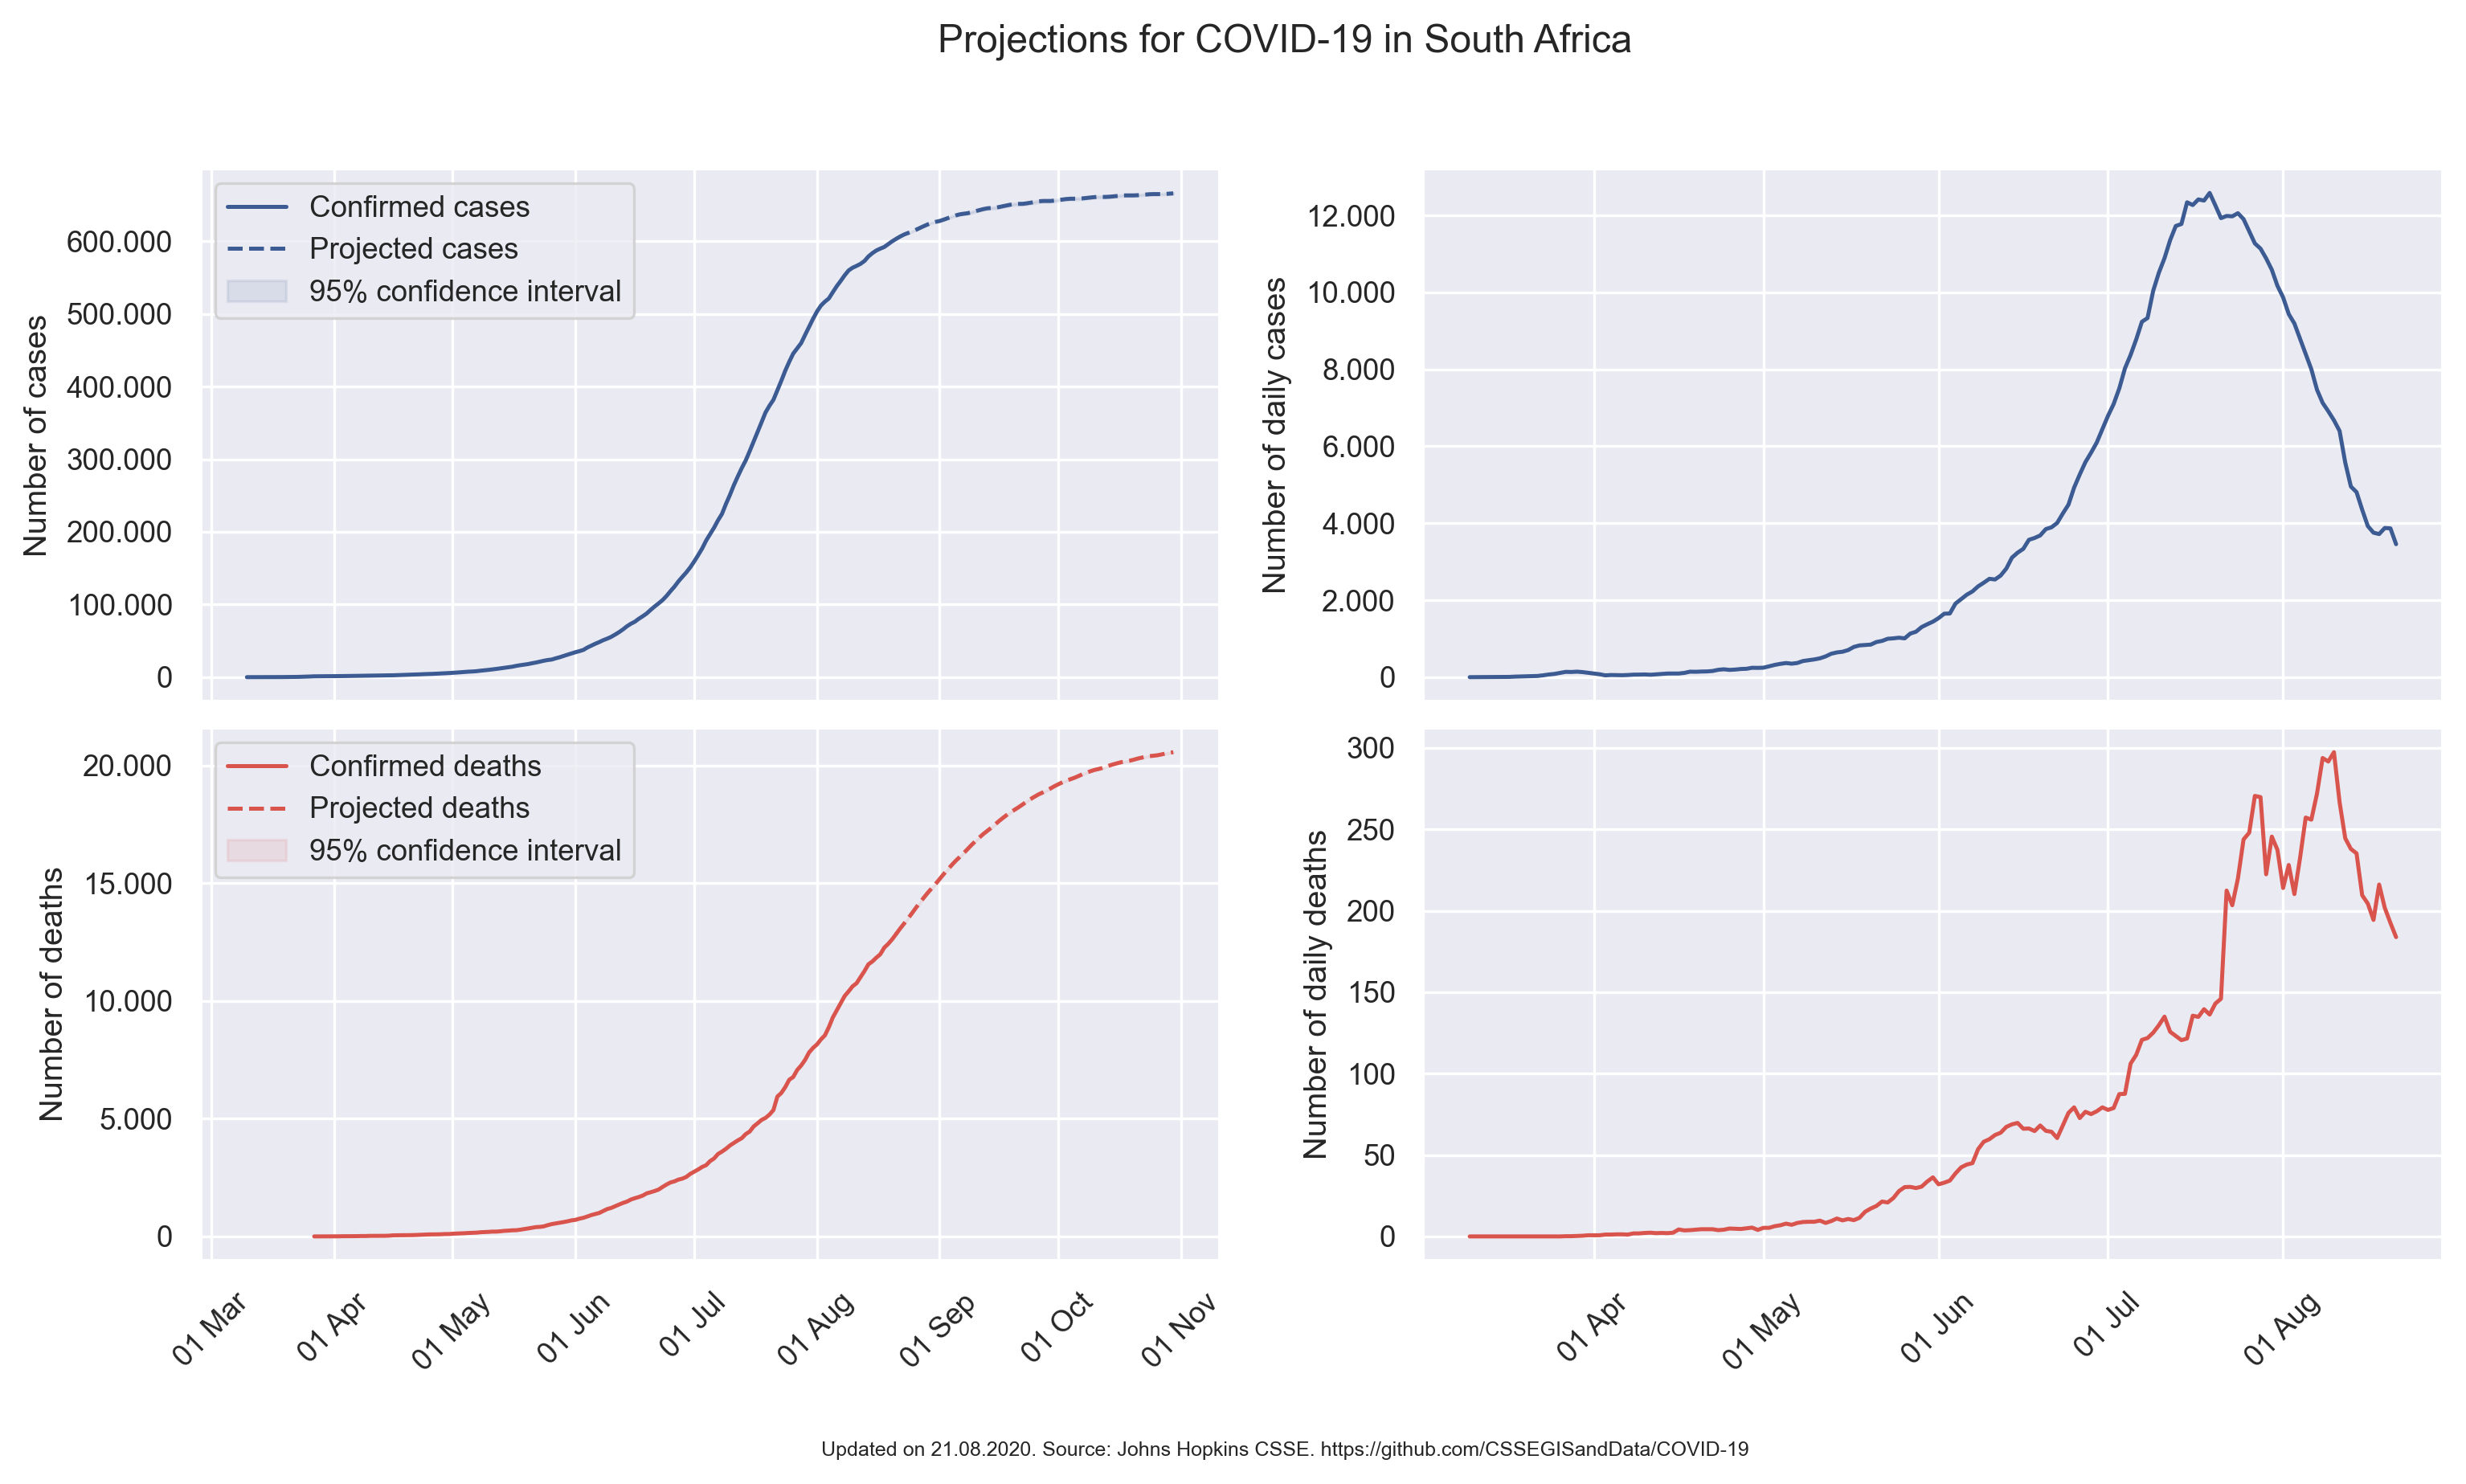 Projections for COVID-19 in South Africa
Number of cases
600.000
500.000
400.000
300.000
200.000
100.000
0
Confirmed cases
Projected cases
95% confidence interval
Number of daily cases
12.000
10.000
8.000
6.000
4.000
2.000
0
Number of deaths
20.000
15.000
10.000
5.000
0
Confirmed deaths
Projected deaths
95% confidence interval
01 Mar
01 Apr
01 May
01 Jun
01 Jul
01 Aug
01 Sep
01 Oct
01 Nov
Number of daily deaths
300
250
200
150
100
50
0
01 Apr
01 May
01 Jun
01 Jul
01 Aug
Updated on 21.08.2020. Source: Johns Hopkins CSSE. https://github.com/CSSEGISandData/COVID-19